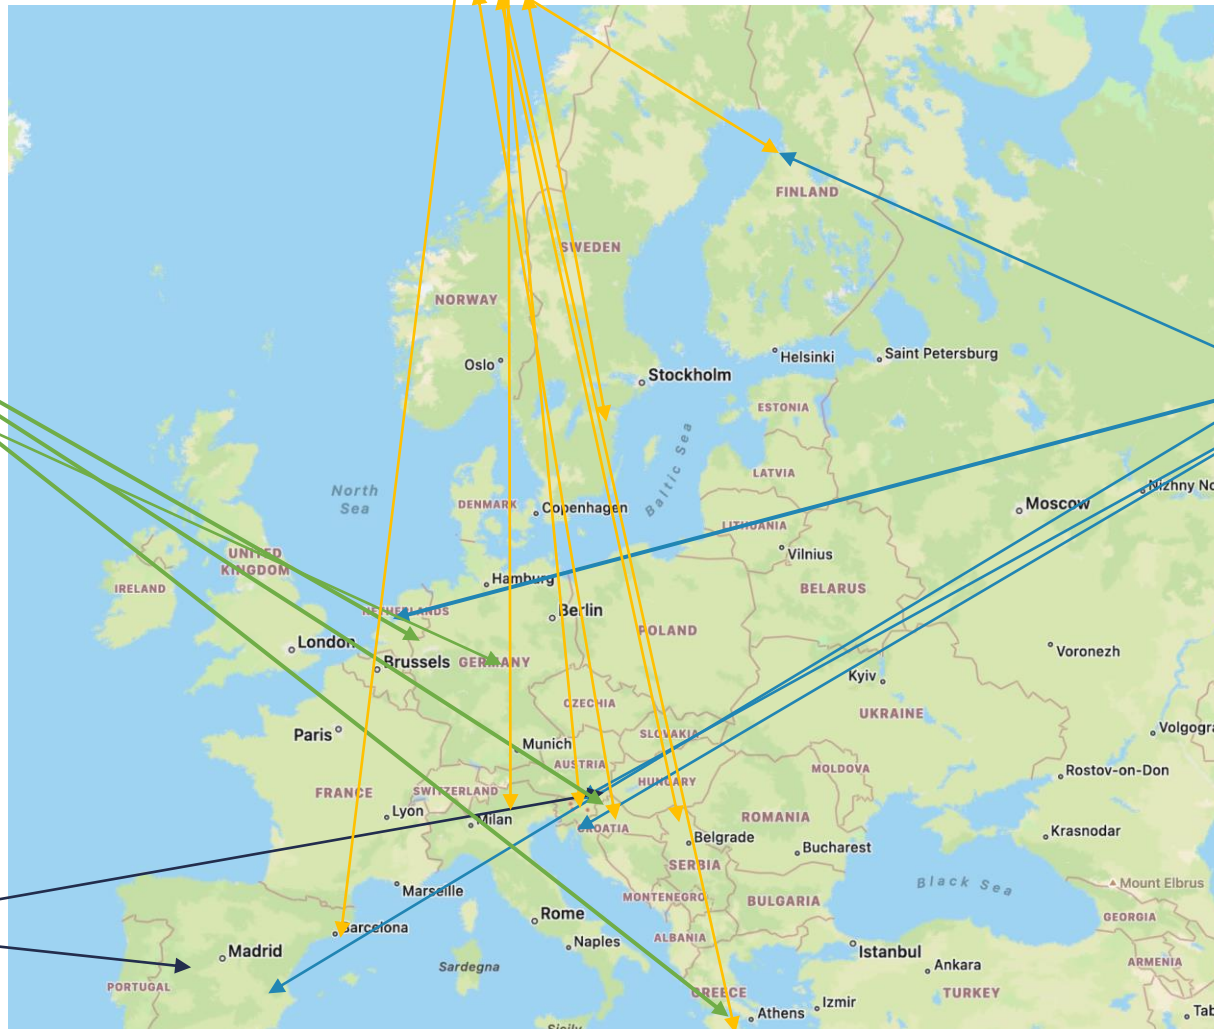 FINLAND
SWEDEN
NORWAY
Oslo
Helsinki
Saint Petersburg
Stockholm
ESTONIA
Baltic Sea
LATVIA
North
Sea
DENMARK
Copenhagen
Moscow
Nizhny No
LITHUANIA
Vilnius
UNITED
KINGDOM
IRELAND
Hamburg
BELARUS
NETHERLANDS
Berlin
POLAND
London
Brussels
GERMANY
Voronezh
Kyiv
CZECHIA
UKRAINE
Paris
Munich
SLOVAKIA
Volgogra
AUSTRIA
MOLDOVA
Rostov-on-Don
FRANCE
SWITZERLAND
HUNGARY
Lyon
Milan
CROATIA
ROMANIA
Belgrade
Bucharest
Krasnodar
SERBIA
Marseille
Black Sea
Mount Elbrus
MONTENEGRO
BULGARIA
Rome
GEORGIA
Barcelona
Naples
ALBANIA
Madrid
Istanbul
Ankara
ARMENIA
Sardegna
PORTUGAL
GREECE
TURKEY
Izmir
Athens
Tab
Sicily